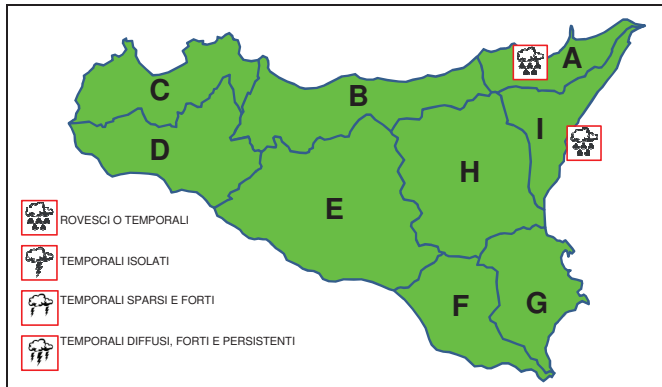 A
C
B
I
D
H
E
ROVESCI O TEMPORALI
TEMPORALI ISOLATI
G
F
TEMPORALI SPARSI E FORTI
TEMPORALI DIFFUSI, FORTI E PERSISTENTI